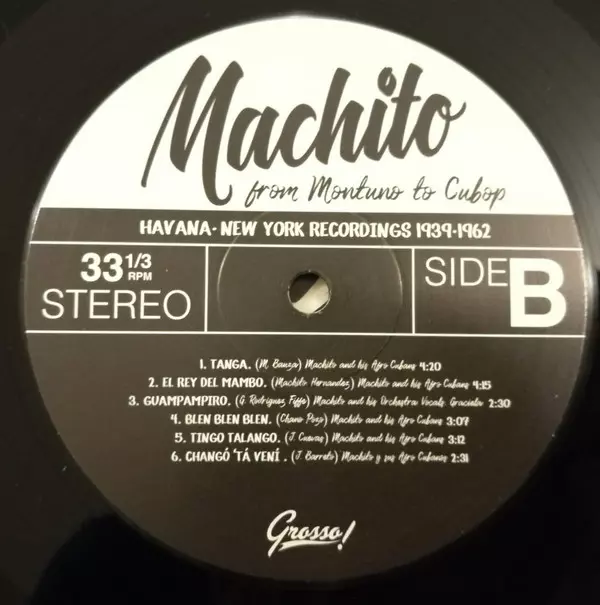 Machito
from Montuno to Cubop
HAVANA - NEW YORK RECORDINGS 1939-1962
33 1/3 RPM
STEREO
SIDE B
1. TANGA. (M. Bauza) Machito and his Afro Cubans 4:20
2. EL REY DEL MAMBO. (Machito Hernandez) Machito and his Afro Cubans 4:15
3. GUAMPAMPIRO. (G. Rodriguez Fiffe) Machito and his Orchestra Vocals. Graciela 2:30
4. BLEN BLEN BLEN. (Chano Pozo) Machito and his Afro Cubans 3:07
5. TINGO TALANGO. (J. Cuevas) Machito and his Afro Cubans 3:12
6. CHANGÓ 'TÁ VENÍ . (J. Barreto) Machito y sus Afro Cubanos 2:31
Grosso!